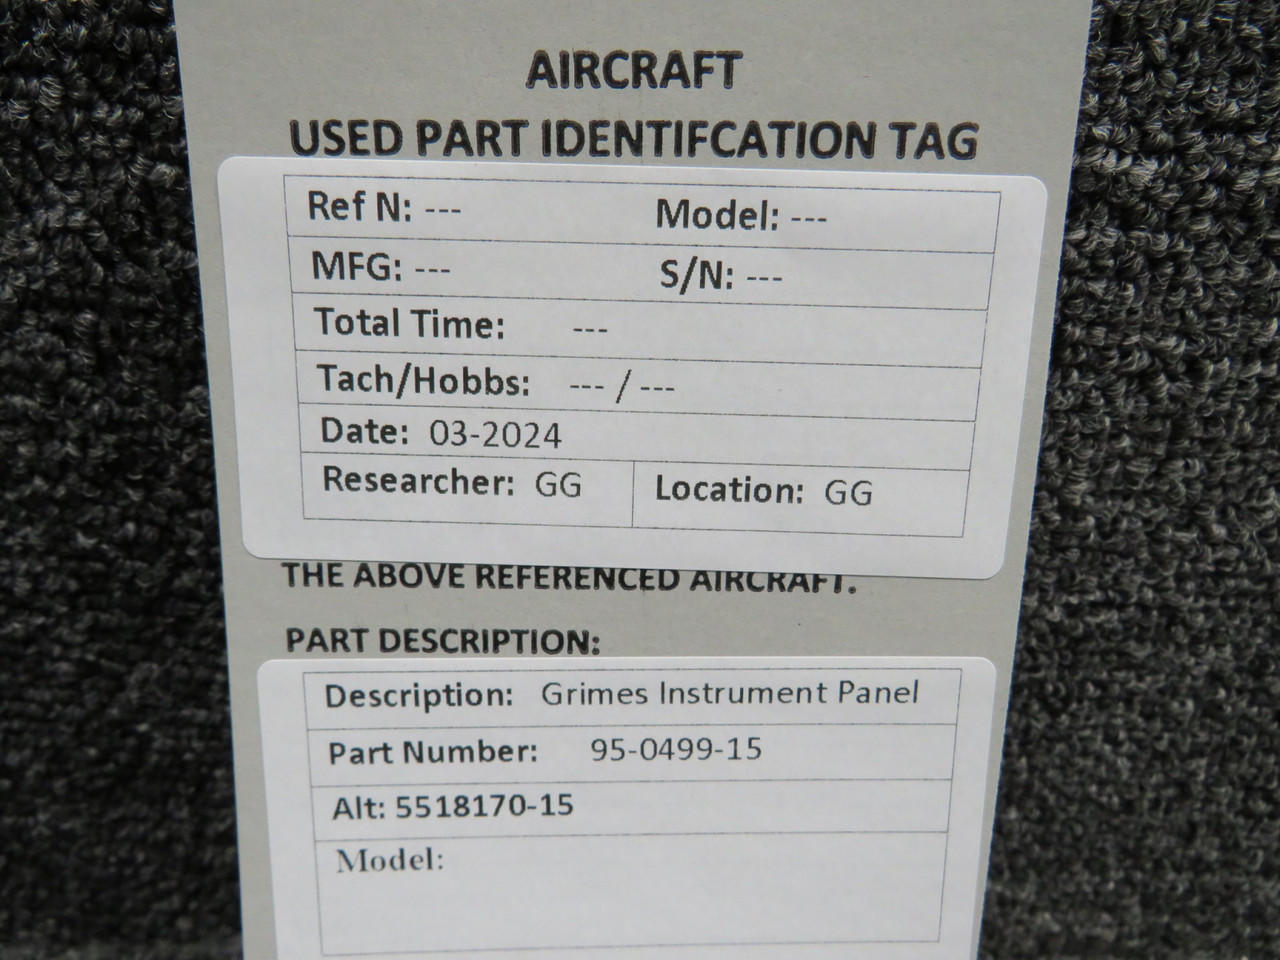 AIRCRAFT
USED PART IDENTIFCATION TAG
Ref N: --- Model: ---
MFG: --- S/N: ---
Total Time: ---
Tach/Hobbs: --- / ---
Date: 03-2024
Researcher: GG Location: GG
THE ABOVE REFERENCED AIRCRAFT.
PART DESCRIPTION:
Description: Grimes Instrument Panel
Part Number: 95-0499-15
Alt: 5518170-15
Model: